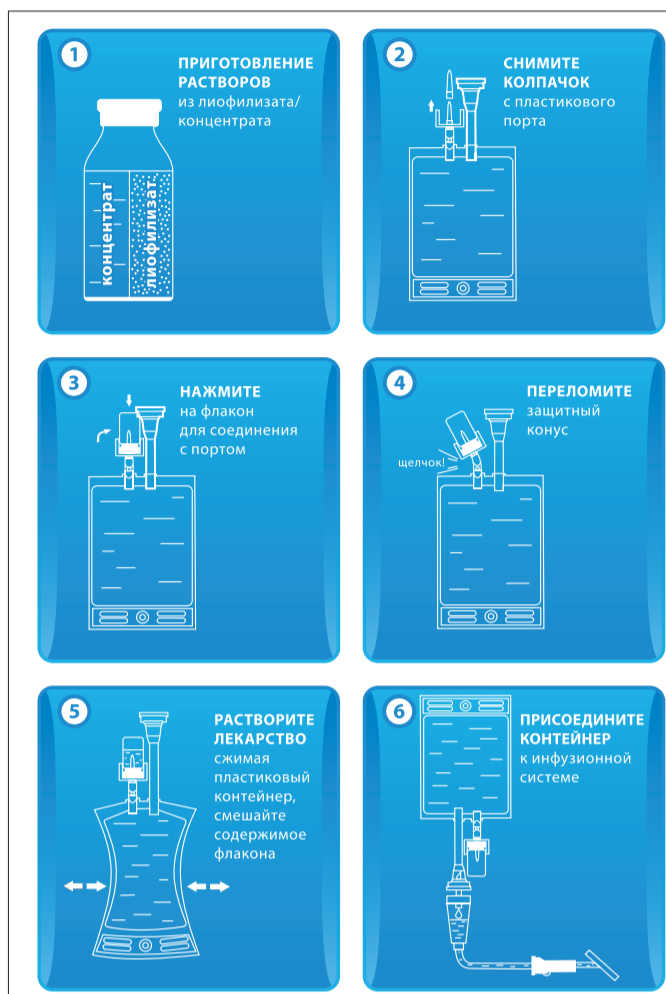 1
ПРИГОТОВЛЕНИЕ
РАСТВОРОВ
из лиофилизата/
концентрата
концентрат
лиофилизат
2
СНИМИТЕ
КОЛПАЧОК
с пластикового
порта
3
НАЖМИТЕ
на флакон
для соединения
с портом
4
ПЕРЕЛОМИТЕ
защитный
конус
щелчок!
5
РАСТВОРИТЕ
ЛЕКАРСТВО
сжимая
пластиковый
контейнер,
смешайте
содержимое
флакона
6
ПРИСОЕДИНИТЕ
КОНТЕЙНЕР
к инфузионной
системе